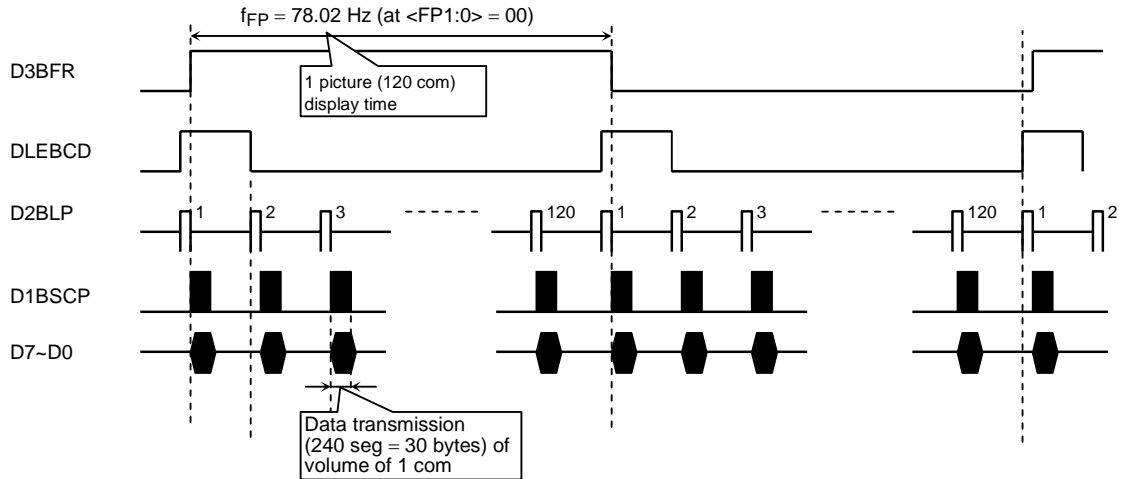 fFP = 78.02 Hz (at <FP1:0> = 00)
D3BFR
1 picture (120 com)
display time
DLEBCD
D2BLP
1 2 3 120 1 2 3 120 1 2
D1BSCP
D7~D0
Data transmission
(240 seg = 30 bytes) of
volume of 1 com